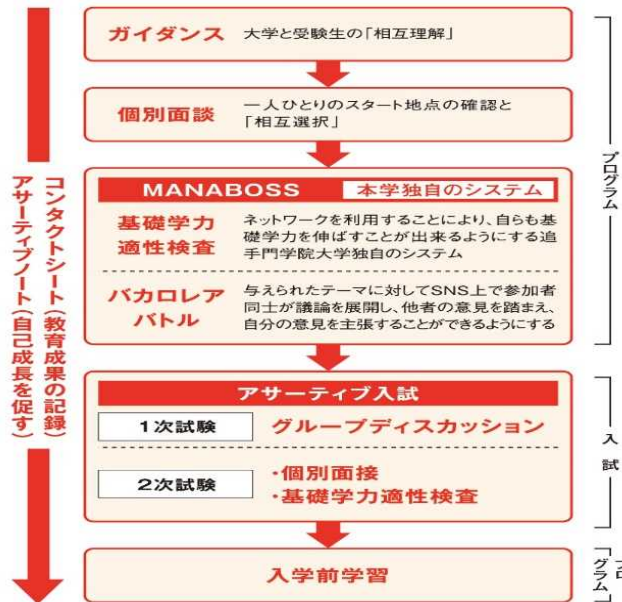 ガイダンス 大学と受験生の「相互理解」
個別面談 一人ひとりのスタート地点の確認と
「相互選択」
MANABOSS 本学独自のシステム
基礎学力
適性検査
ネットワークを利用することにより、自らも基
礎学力を伸ばすことが出来るようにする追
手門学院大学独自のシステム
バカロレア
バトル
与えられたテーマに対してSNS上で参加者
同士が議論を展開し、他者の意見を踏まえ、
自分の意見を主張することができるようにする
アサーティブ入試
1次試験 グループディスカッション
2次試験 ・個別面接
・基礎学力適性検査
入学前学習
コンタクトシート(教育成果の記録)
アサーティブノート(自己成長を促す)
プログラム
入試
プロ
グラム